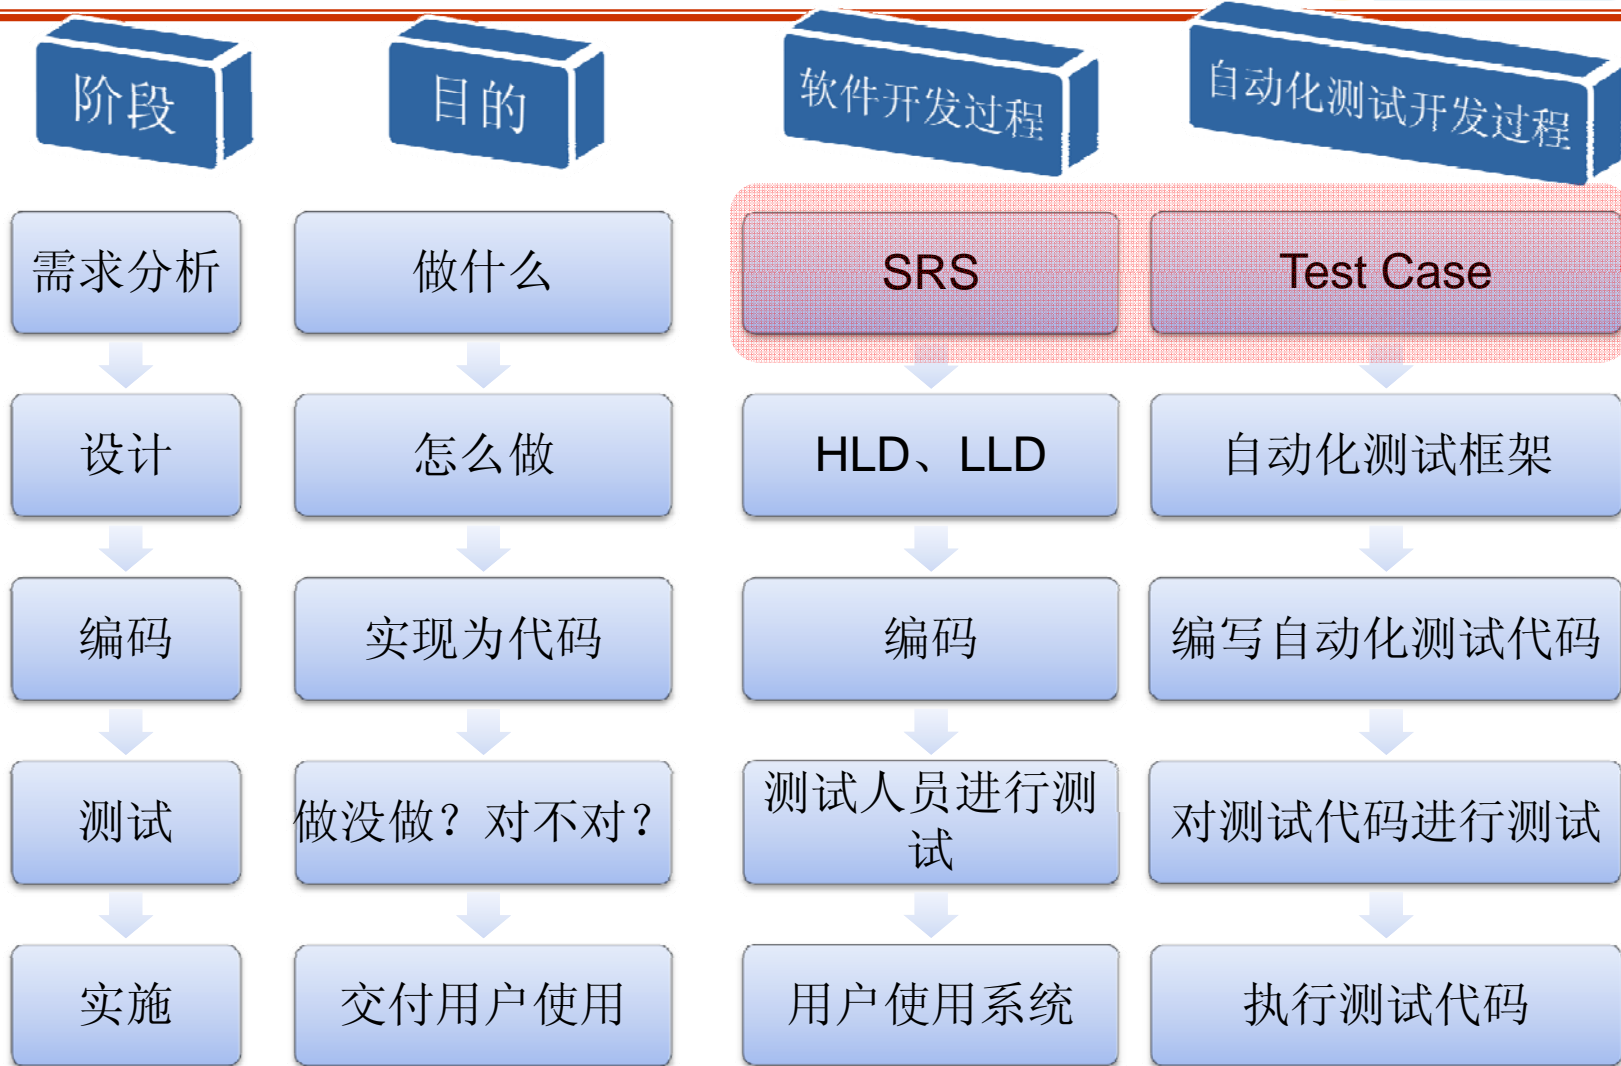 阶段
目的
软件开发过程
自动化测试开发过程
需求分析
做什么
SRS
Test Case
设计
怎么做
HLD、LLD
自动化测试框架
编码
实现为代码
编码
编写自动化测试代码
测试
做没做？对不对？
测试人员进行测
试
对测试代码进行测试
实施
交付用户使用
用户使用系统
执行测试代码